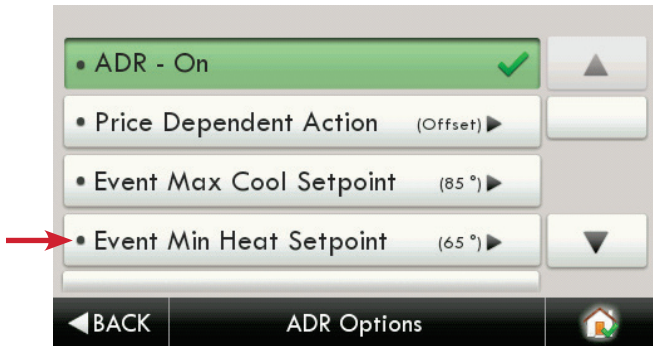 • ADR - On
• Price Dependent Action (Offset)
• Event Max Cool Setpoint (85 °)
• Event Min Heat Setpoint (65 °)
BACK ADR Options